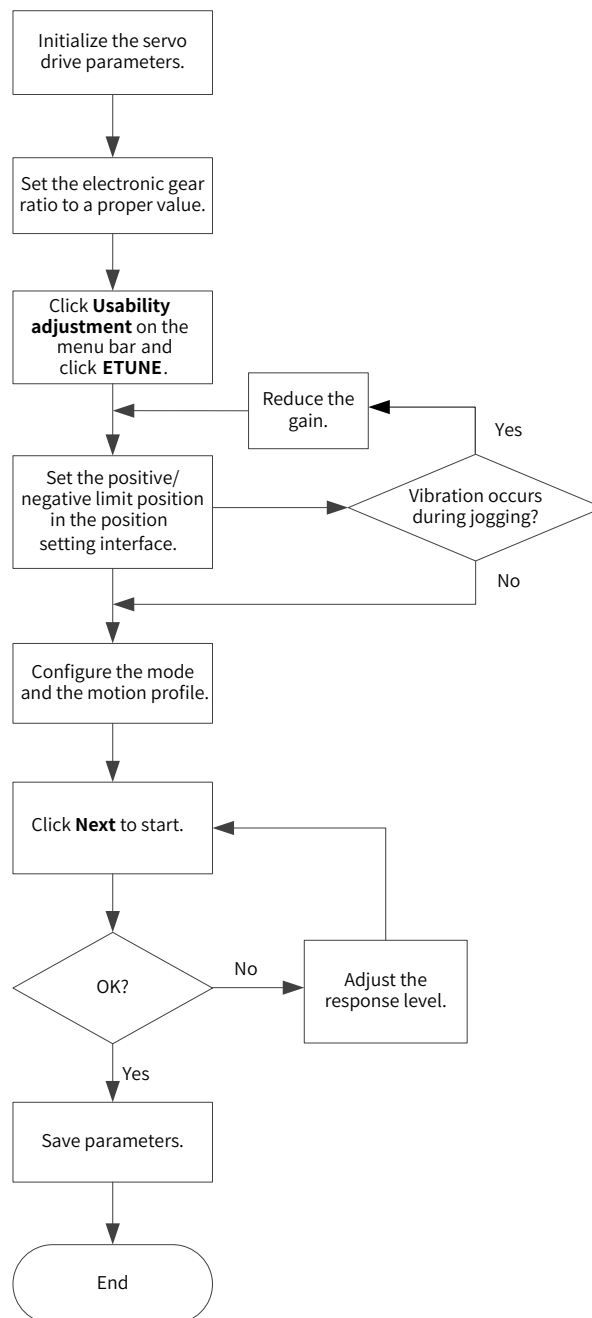 Initialize the servo
drive parameters.
Set the electronic gear
ratio to a proper value.
Click Usability
adjustment on the
menu bar and
click ETUNE.
Reduce the
gain.
Yes
Set the positive/
negative limit position
in the position
setting interface.
Vibration occurs
during jogging?
No
Configure the mode
and the motion profile.
Click Next to start.
OK?
No
Adjust the
response level.
Yes
Save parameters.
End